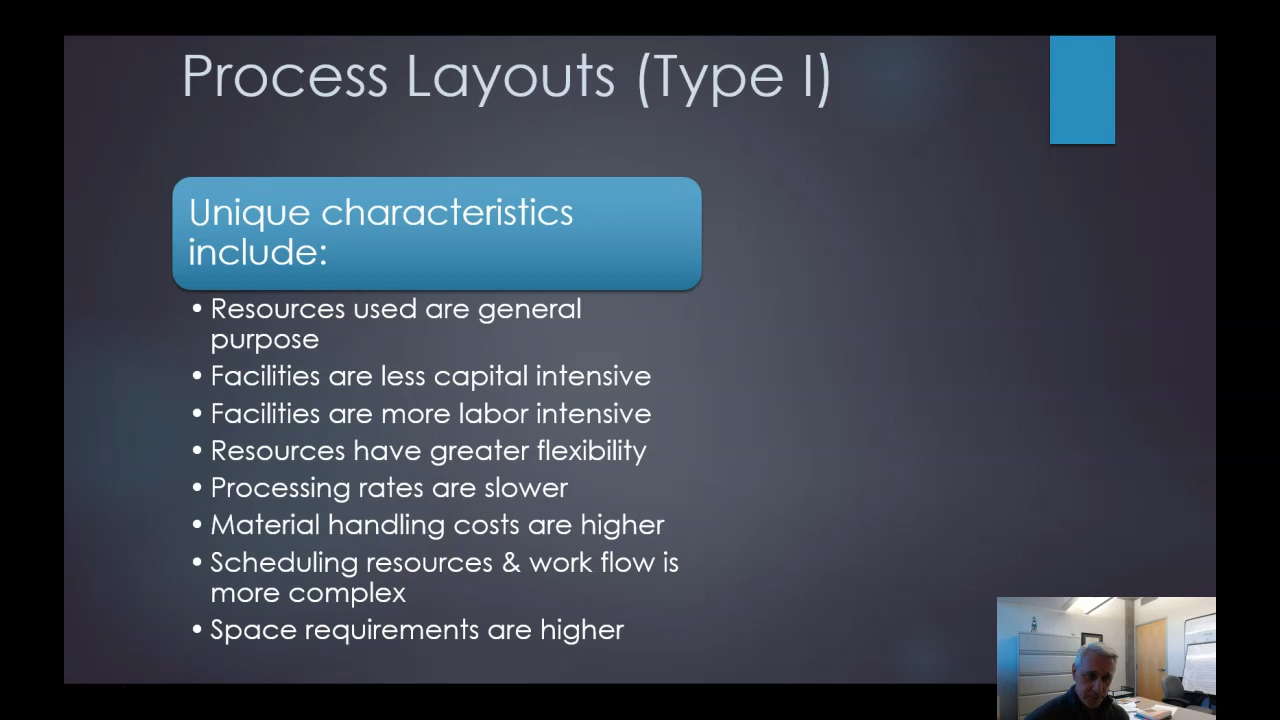 Process Layouts (Type I)
Unique characteristics
include:
• Resources used are general
purpose
• Facilities are less capital intensive
• Facilities are more labor intensive
• Resources have greater flexibility
• Processing rates are slower
• Material handling costs are higher
• Scheduling resources & work flow is
more complex
• Space requirements are higher